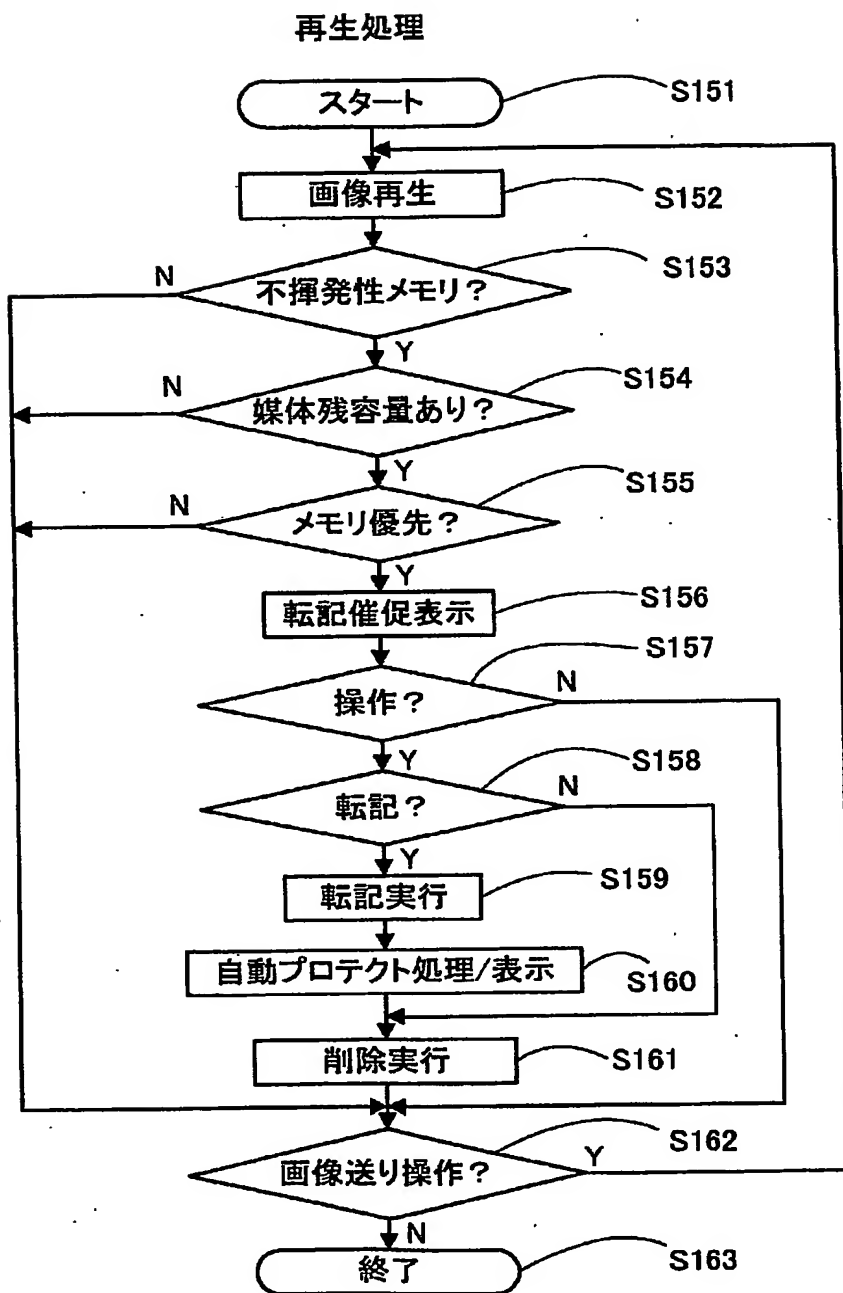 再生処理
スタート
S151
画像再生
S152
N
S153
不揮発性メモリ?
Y
N
S154
媒体残容量あり?
Y
S155
N
メモリ優先?
Y
S156
転記催促表示
S157
操作?
N
Y
S158
転記?
N
Y
S159
転記実行
自動プロテクト処理/表示
S160
削除実行
S161
S162
画像送り操作?
Y
N
S163
終了